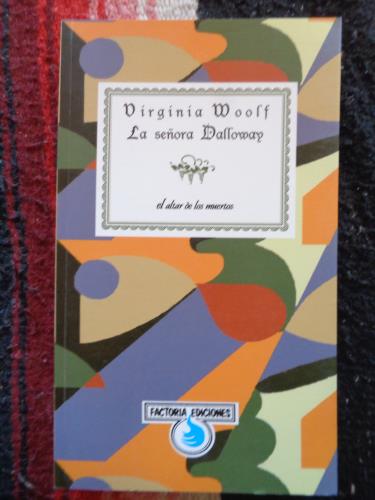 Virginia Woolf
La señora Dalloway
el altar de los muertos
FACTORIA EDICIONES